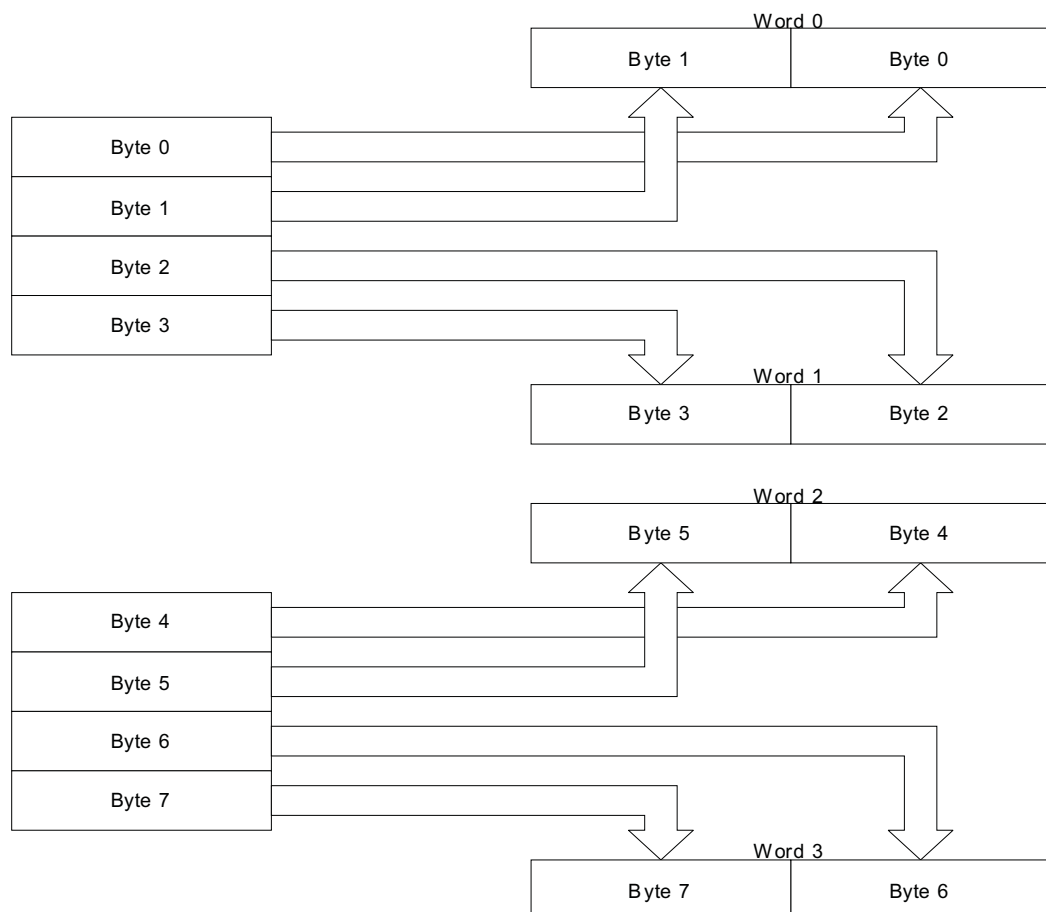 Word 0
Byte 1 Byte 0
Byte 0
Byte 1
Byte 2
Byte 3
Word 1
Byte 3 Byte 2
Word 2
Byte 5 Byte 4
Byte 4
Byte 5
Byte 6
Byte 7
Word 3
Byte 7 Byte 6